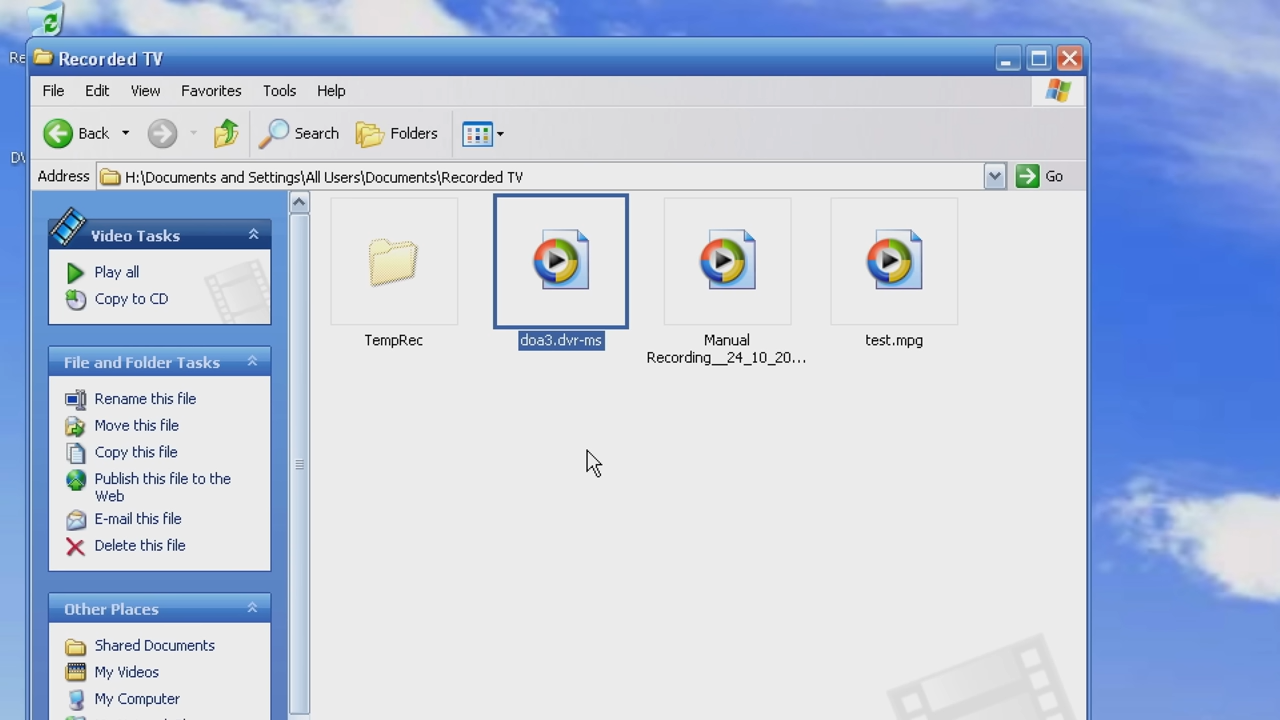 Re
Recorded TV
File Edit View Favorites Tools Help
Back Search Folders
Address H:\Documents and Settings\All Users\Documents\Recorded TV Go
DV
Video Tasks
Play all
Copy to CD
File and Folder Tasks
Rename this file
Move this file
Copy this file
Publish this file to the
Web
E-mail this file
Delete this file
Other Places
Shared Documents
My Videos
My Computer
TempRec
doa3.dvr-ms
Manual
Recording__24_10_20...
test.mpg